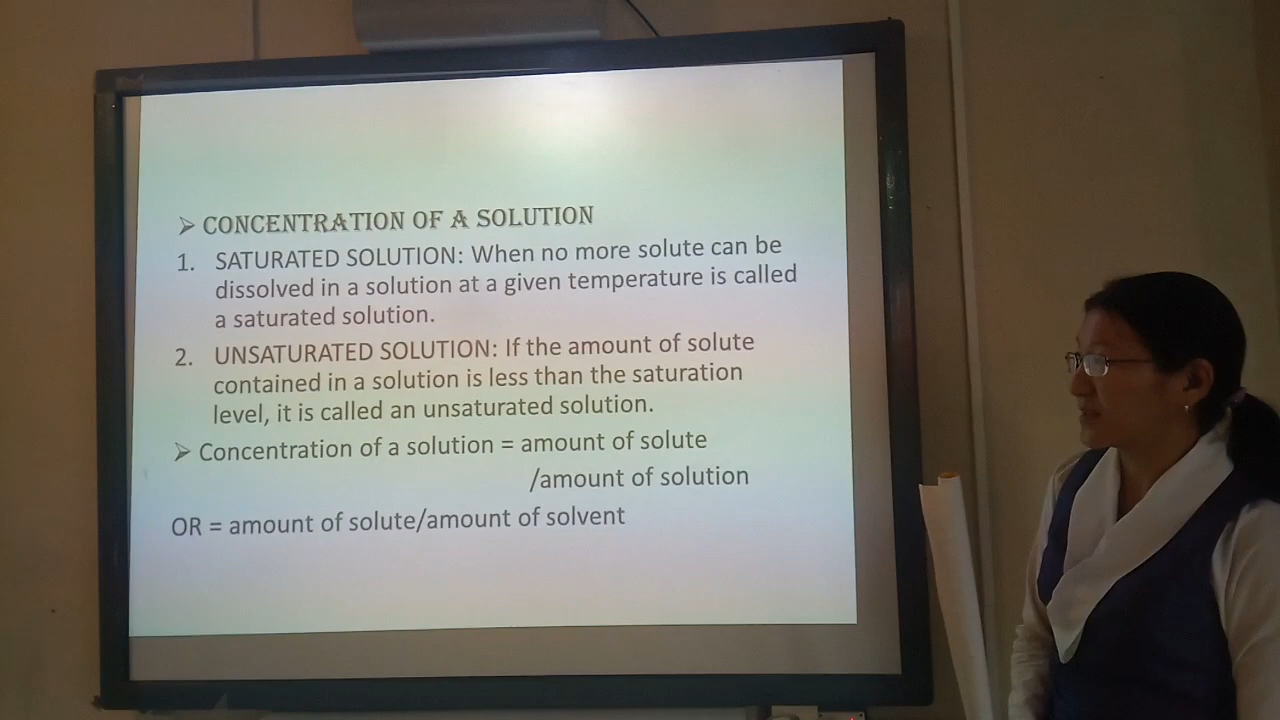 ➢ CONCENTRATION OF A SOLUTION
1. SATURATED SOLUTION: When no more solute can be
dissolved in a solution at a given temperature is called
a saturated solution.
2. UNSATURATED SOLUTION: If the amount of solute
contained in a solution is less than the saturation
level, it is called an unsaturated solution.
➢ Concentration of a solution = amount of solute
/amount of solution
OR = amount of solute/amount of solvent